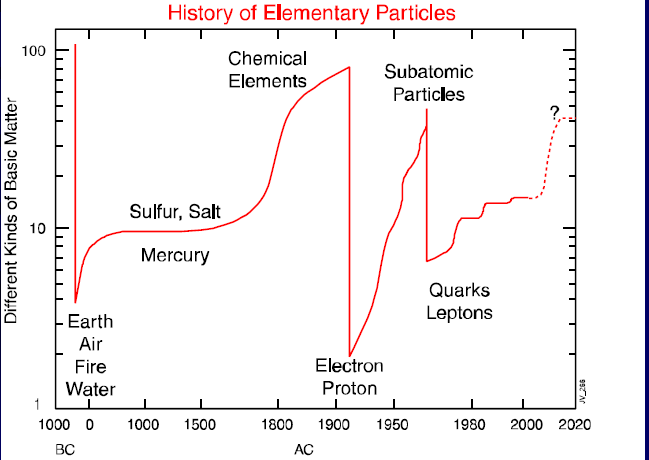 History of Elementary Particles
Different Kinds of Basic Matter
100
10
1
Chemical
Elements
Subatomic
Particles
?
Sulfur, Salt
Mercury
Quarks
Leptons
Earth
Air
Fire
Water
Electron
Proton
JV_266
1000 0 1000 1500 1800 1900 1950 1980 2000 2020
BC AC